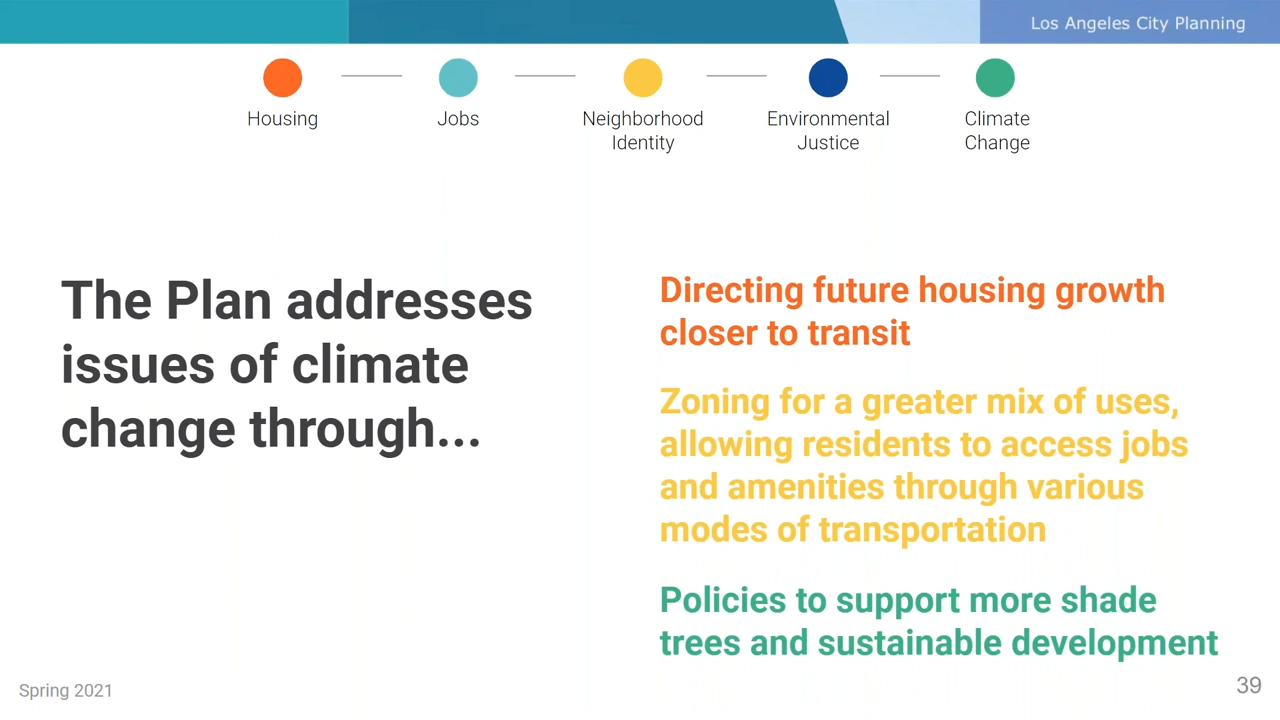 Los Angeles City Planning
Housing
Jobs
Neighborhood
Identity
Environmental
Justice
Climate
Change
The Plan addresses
issues of climate
change through...
Directing future housing growth
closer to transit
Zoning for a greater mix of uses,
allowing residents to access jobs
and amenities through various
modes of transportation
Policies to support more shade
trees and sustainable development
Spring 2021
39